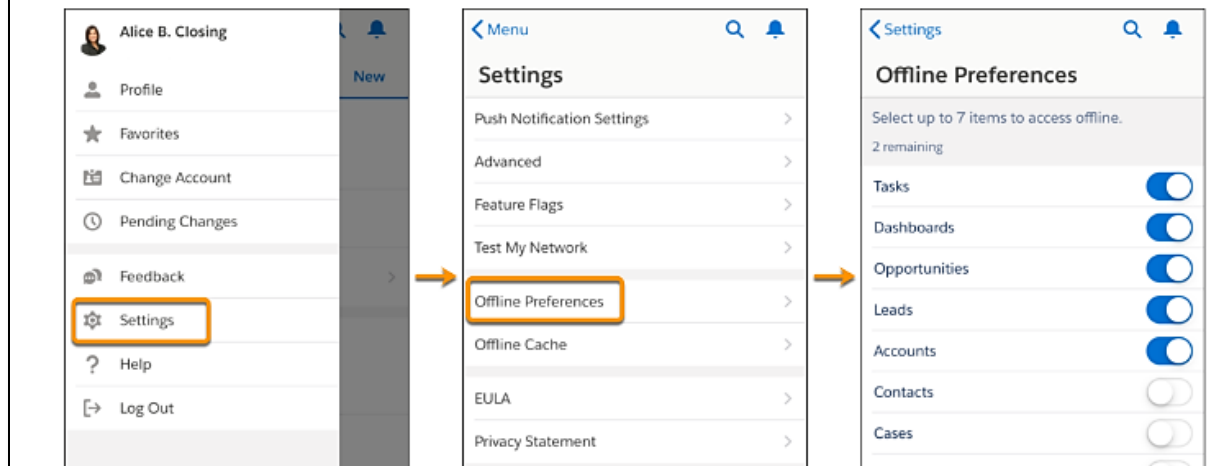 Alice B. Closing
New
Profile
Favorites
Change Account
Pending Changes
Feedback
Settings
Help
Log Out
Menu
Settings
Push Notification Settings
Advanced
Feature Flags
Test My Network
Offline Preferences
Offline Cache
EULA
Privacy Statement
Settings
Offline Preferences
Select up to 7 items to access offline.
2 remaining
Tasks
Dashboards
Opportunities
Leads
Accounts
Contacts
Cases